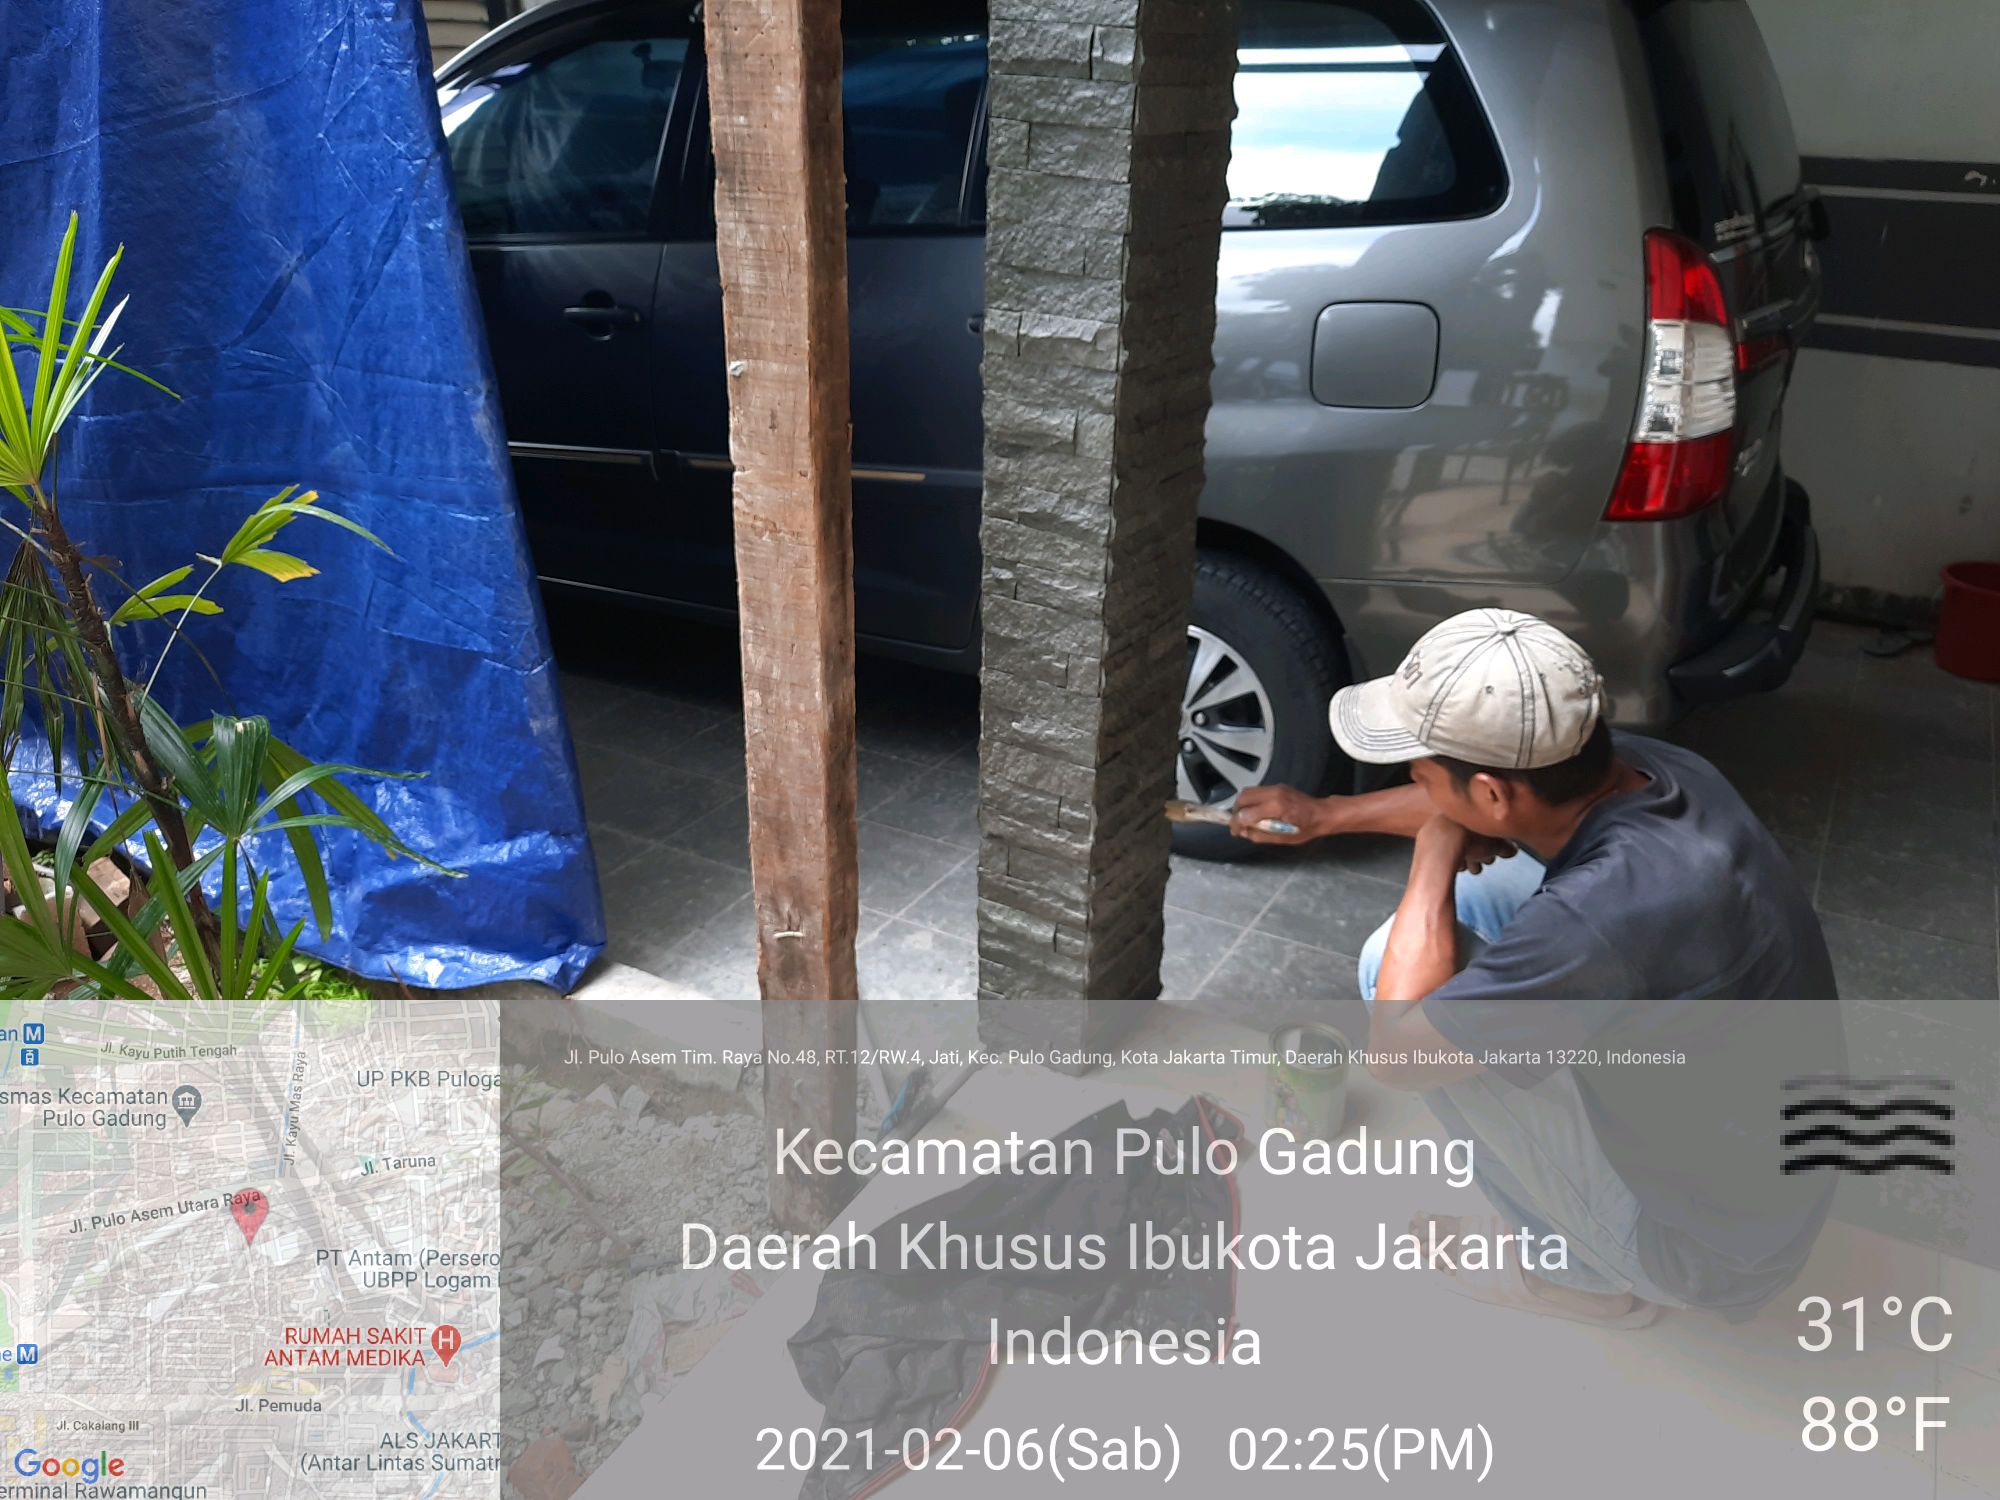 an M
Jl. Kayu Putih Tengah
Jl. Kayu Mas Raya
UP PKB Puloga
smas Kecamatan
Pulo Gadung
Jl. Taruna
Jl. Pulo Asem Utara Raya
PT Antam (Persero
UBPP Logam
RUMAH SAKIT
ANTAM MEDIKA
H
ne M
Jl. Pemuda
Jl. Cakalang III
ALS JAKART
(Antar Lintas Sumatr
Google
erminal Rawamangun
Jl. Pulo Asem Tim. Raya No.48, RT.12/RW.4, Jati, Kec. Pulo Gadung, Kota Jakarta Timur, Daerah Khusus Ibukota Jakarta 13220, Indonesia
Kecamatan Pulo Gadung
Daerah Khusus Ibukota Jakarta
Indonesia
2021-02-06(Sab) 02:25(PM)
31°C
88°F